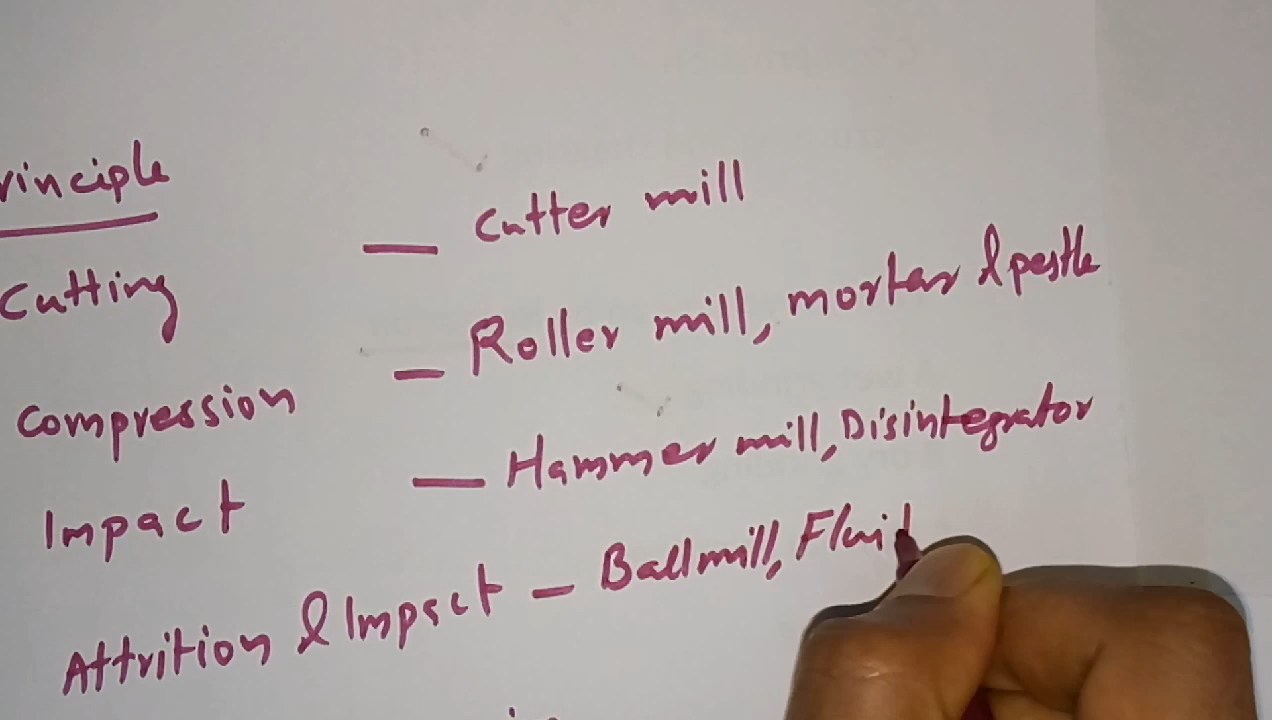 rinciple
Cutting — Cutter mill
Compression — Roller mill, mortar & pestle
Impact — Hammer mill, Disintegrator
Attrition & Impact — Ballmill, Flui